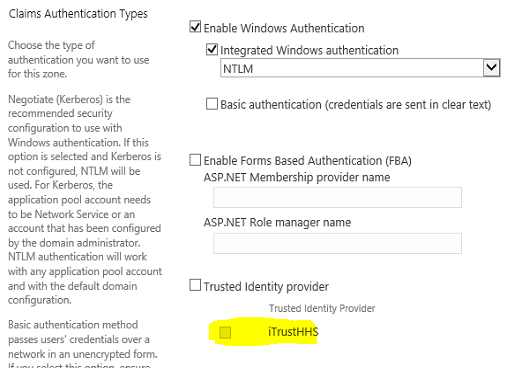 Claims Authentication Types
Choose the type of
authentication you want to use
for this zone.
Negotiate (Kerberos) is the
recommended security
configuration to use with
Windows authentication. If this
option is selected and Kerberos is
not configured, NTLM will be
used. For Kerberos, the
application pool account needs
to be Network Service or an
account that has been configured
by the domain administrator.
NTLM authentication will work
with any application pool account
and with the default domain
configuration.
Basic authentication method
passes users' credentials over a
network in an unencrypted form.
If you select this option, ensure
Enable Windows Authentication
Integrated Windows authentication
NTLM
Basic authentication (credentials are sent in clear text)
Enable Forms Based Authentication (FBA)
ASP.NET Membership provider name
ASP.NET Role manager name
Trusted Identity provider
Trusted Identity Provider
iTrustHHS